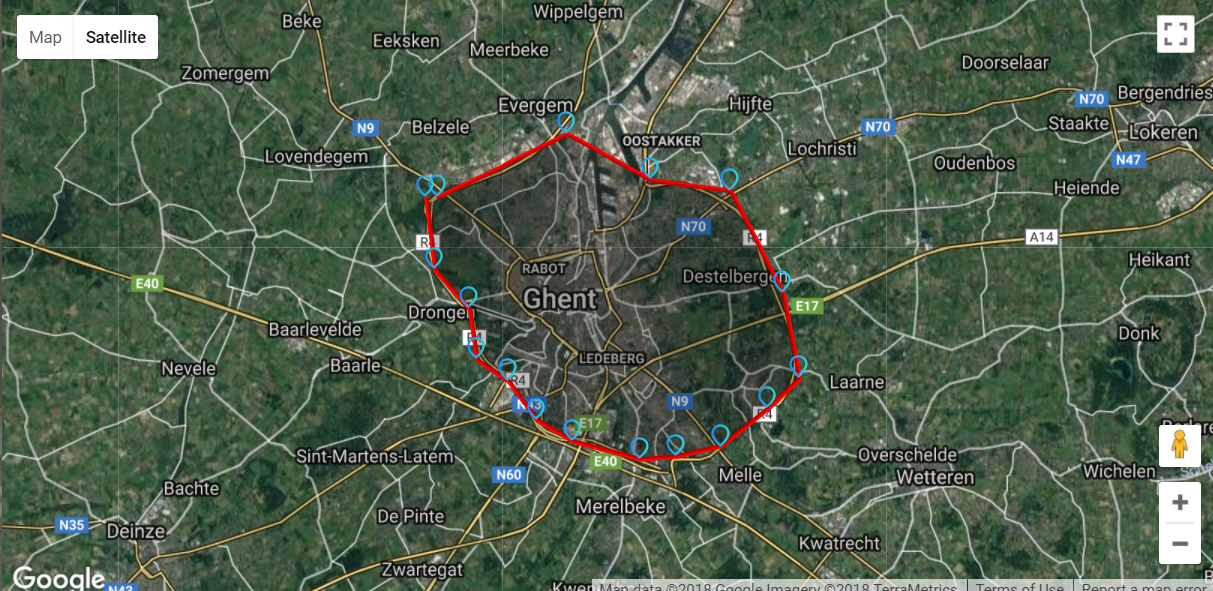 Map
Satellite
Beke
Wippelgem
Eeksken
Meerbeke
Zomergem
Doorselaar
Bergendries
N70
Evergem
Hijfte
N9
Belzele
N70
Staakte
Lokeren
OOSTAKKER
Lochristi
Lovendegem
Oudenbos
N47
Heiende
N70
R4
R4
A14
Heikant
RABOT
Destelbergen
E40
Ghent
E17
Drongen
Baarlevelde
Donk
LEDEBERG
Nevele
Baarle
R4
Laarne
N43
N9
R4
E17
Sint-Martens-Latem
E40
Overschelde
N60
Melle
Wetteren
Wichelen
Bachte
Merelbeke
De Pinte
N35
Deinze
Kwatrecht
Zwartegat
Google
N43
Map data ©2018 Google Imagery ©2018 TerraMetrics
Terms of Use
Report a map error